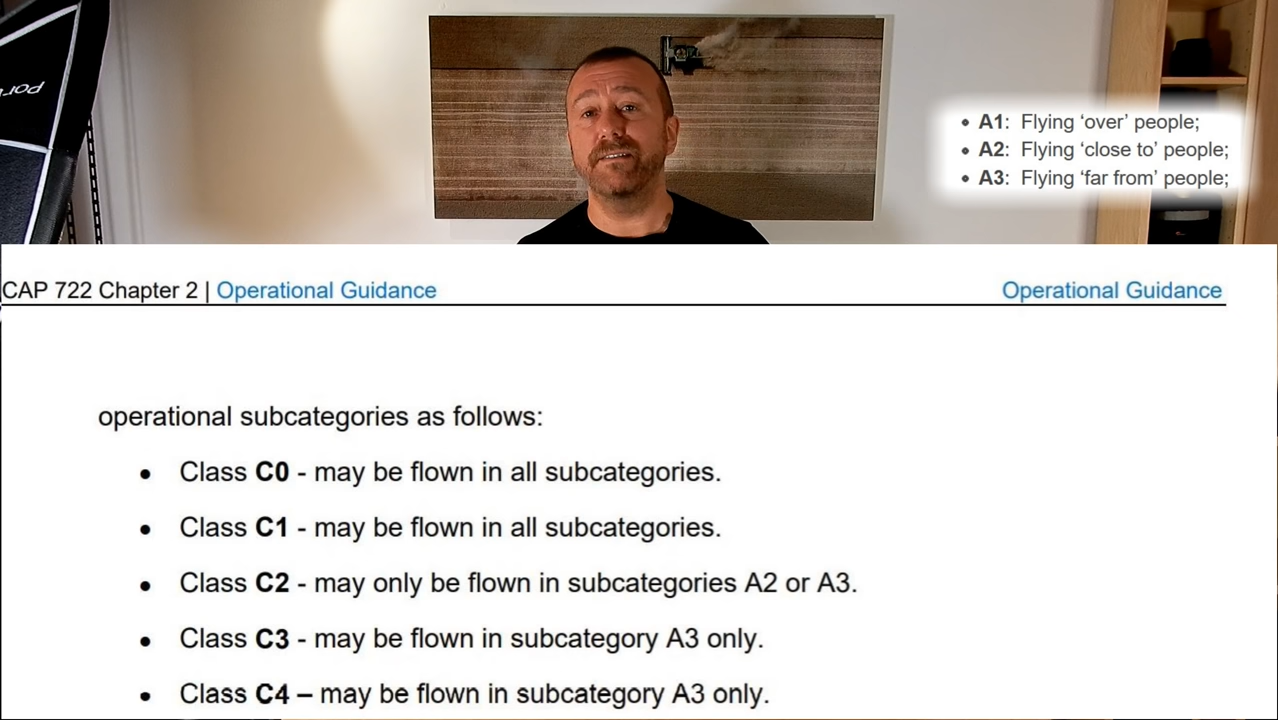 • A1: Flying ‘over’ people;
• A2: Flying ‘close to’ people;
• A3: Flying ‘far from’ people;
CAP 722 Chapter 2 | Operational Guidance
Operational Guidance
operational subcategories as follows:
• Class C0 - may be flown in all subcategories.
• Class C1 - may be flown in all subcategories.
• Class C2 - may only be flown in subcategories A2 or A3.
• Class C3 - may be flown in subcategory A3 only.
• Class C4 – may be flown in subcategory A3 only.